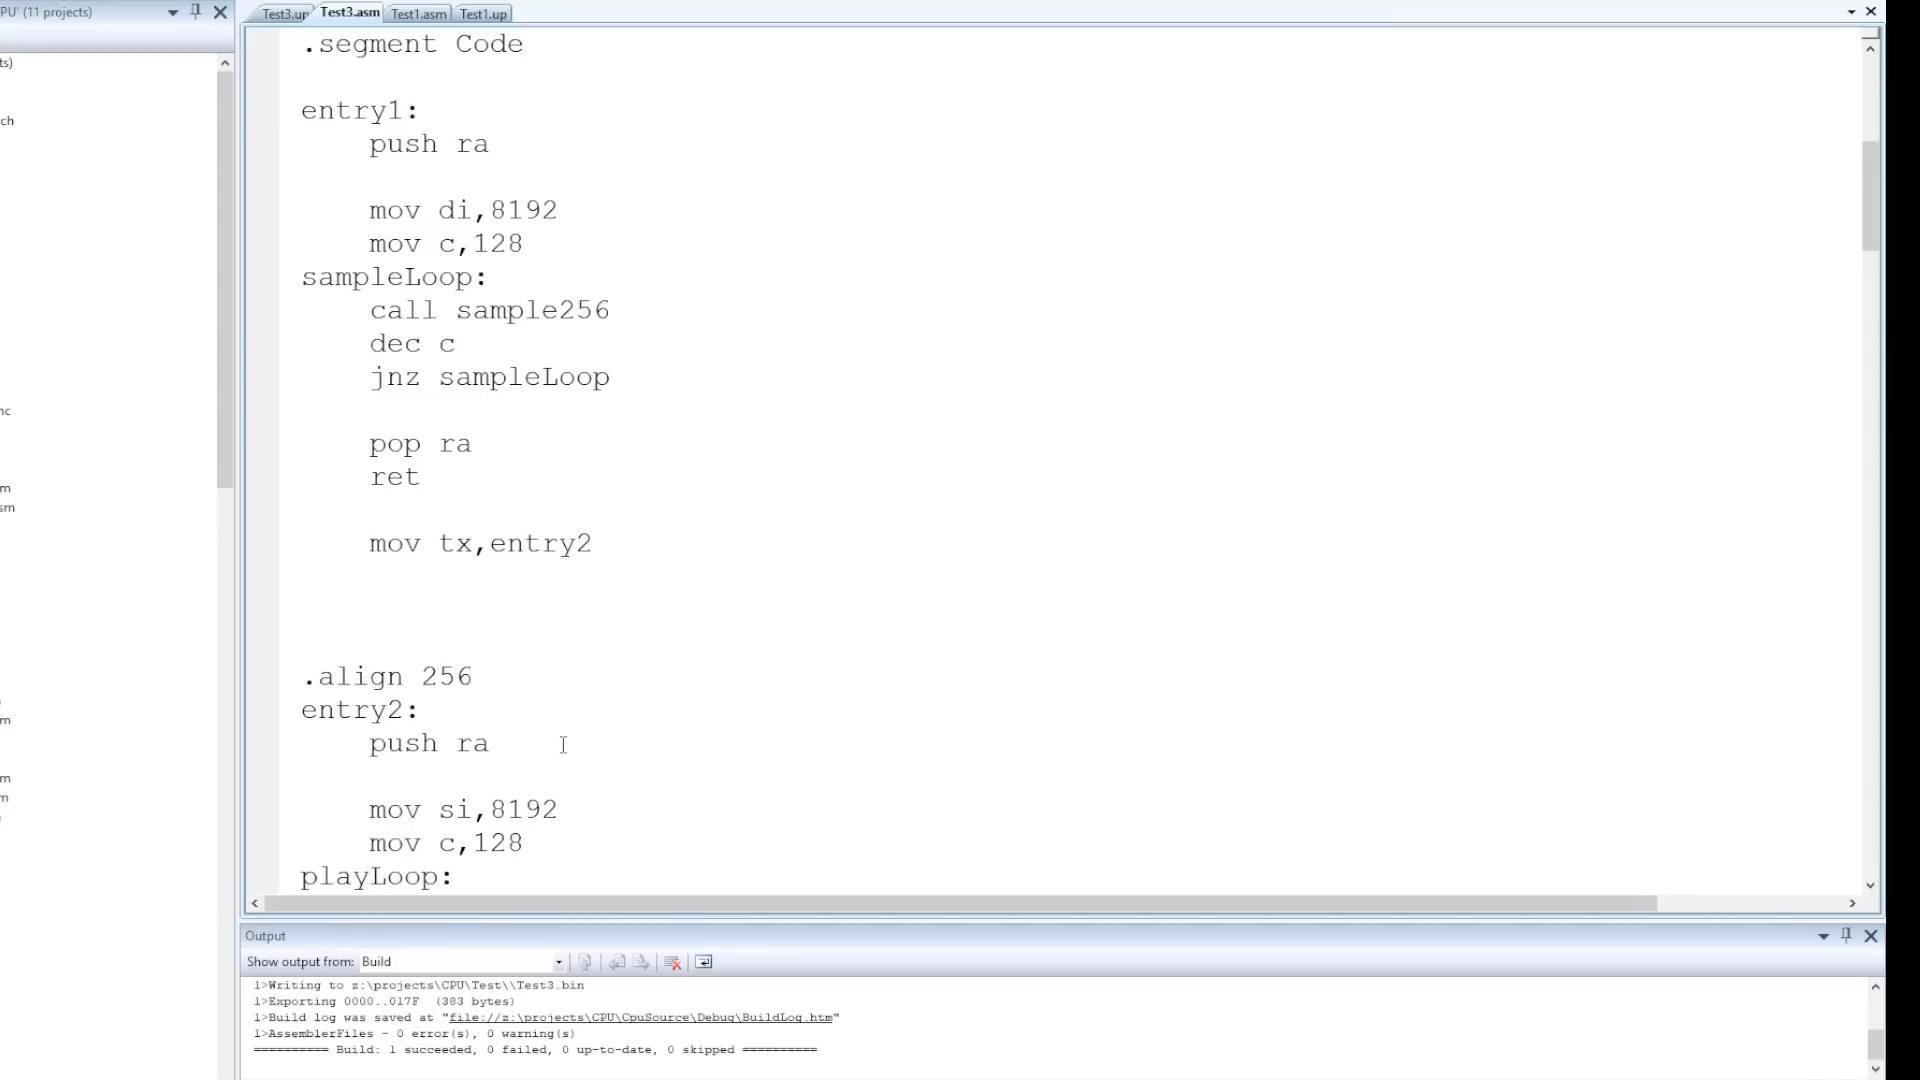 PU' (11 projects)
Test3.up Test3.asm Test1.asm Test1.up
ts)
ch
nc
m
sm
m
m
m
.segment Code
entry1:
push ra
mov di,8192
mov c,128
sampleLoop:
call sample256
dec c
jnz sampleLoop
pop ra
ret
mov tx,entry2
.align 256
entry2:
push ra
mov si,8192
mov c,128
playLoop:
Output
Show output from: Build
1>Writing to z:\projects\CPU\Test\\Test3.bin
1>Exporting 0000..017F (383 bytes)
1>Build log was saved at "file://z:\projects\CPU\CpuSource\Debug\BuildLog.htm"
1>AssemblerFiles - 0 error(s), 0 warning(s)
========== Build: 1 succeeded, 0 failed, 0 up-to-date, 0 skipped ==========